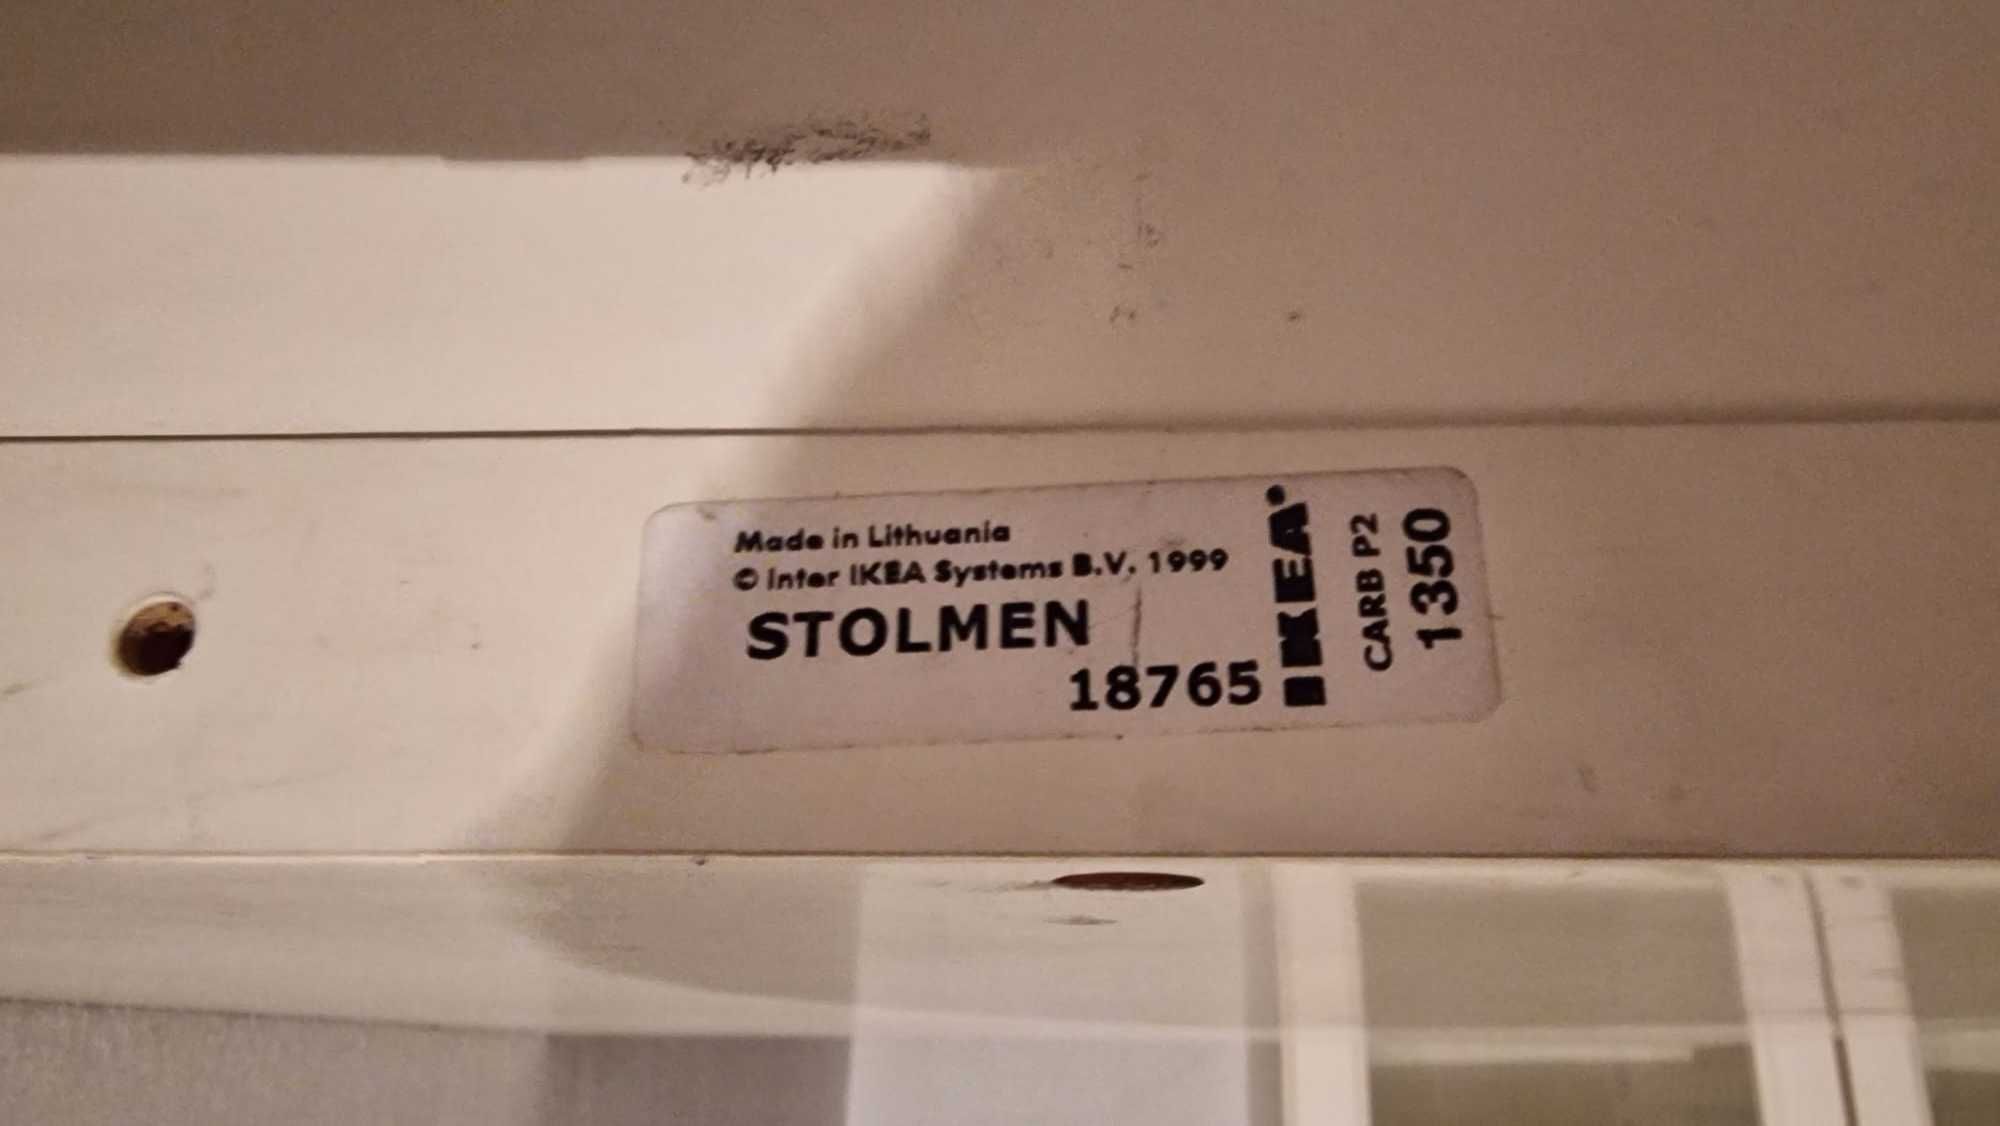 Made in Lithuania
© Inter IKEA Systems B.V. 1999
STOLMEN
18765
IKEA
CARB P2
1350